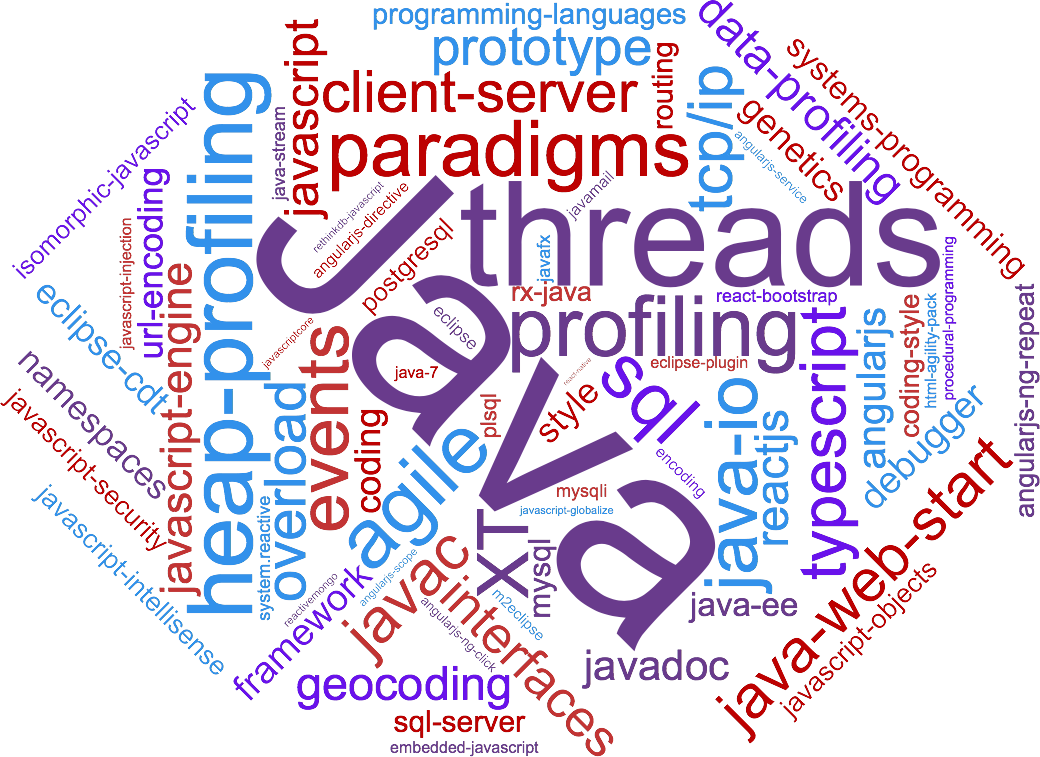 programming-languages
prototype
data-profiling
systems-programming
javascript
client-server
routing
tcp/ip
genetics
angularjs-service
heap-profiling
isomorphic-javascript
java-stream
paradigms
url-encoding
rethinkdb-javascript
angularjs-directive
javamail
Java
threads
javascript-injection
postgresql
javafx
procedural-programming
eclipse-cdt
javascript-engine
rx-java
react-bootstrap
html-agility-pack
angularjs-ng-repeat
javascriptcore
eclipse
profiling
typescript
angularjs
coding-style
namespaces
events
java-7
react-native
eclipse-plugin
javascript-security
overload
coding
plsql
style
sql
java-io
reactjs
debugger
agile
encoding
javascript-intellisense
system.reactive
XT
mysqli
javascript-globalize
java-web-start
reactivemongo
angularjs-scope
mysql
framework
javac
angularjs-ng-click
m2eclipse
java-ee
javascript-objects
interfaces
javadoc
geocoding
sql-server
embedded-javascript